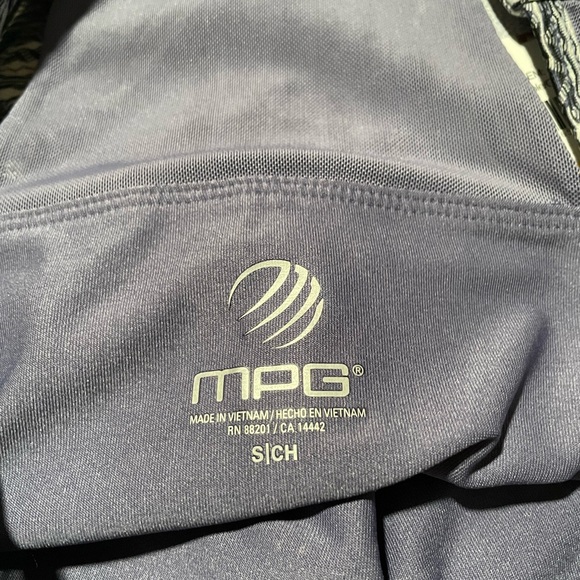 MPG®
MADE IN VIETNAM / HECHO EN VIETNAM
RN 88201 / CA 14442
S|CH